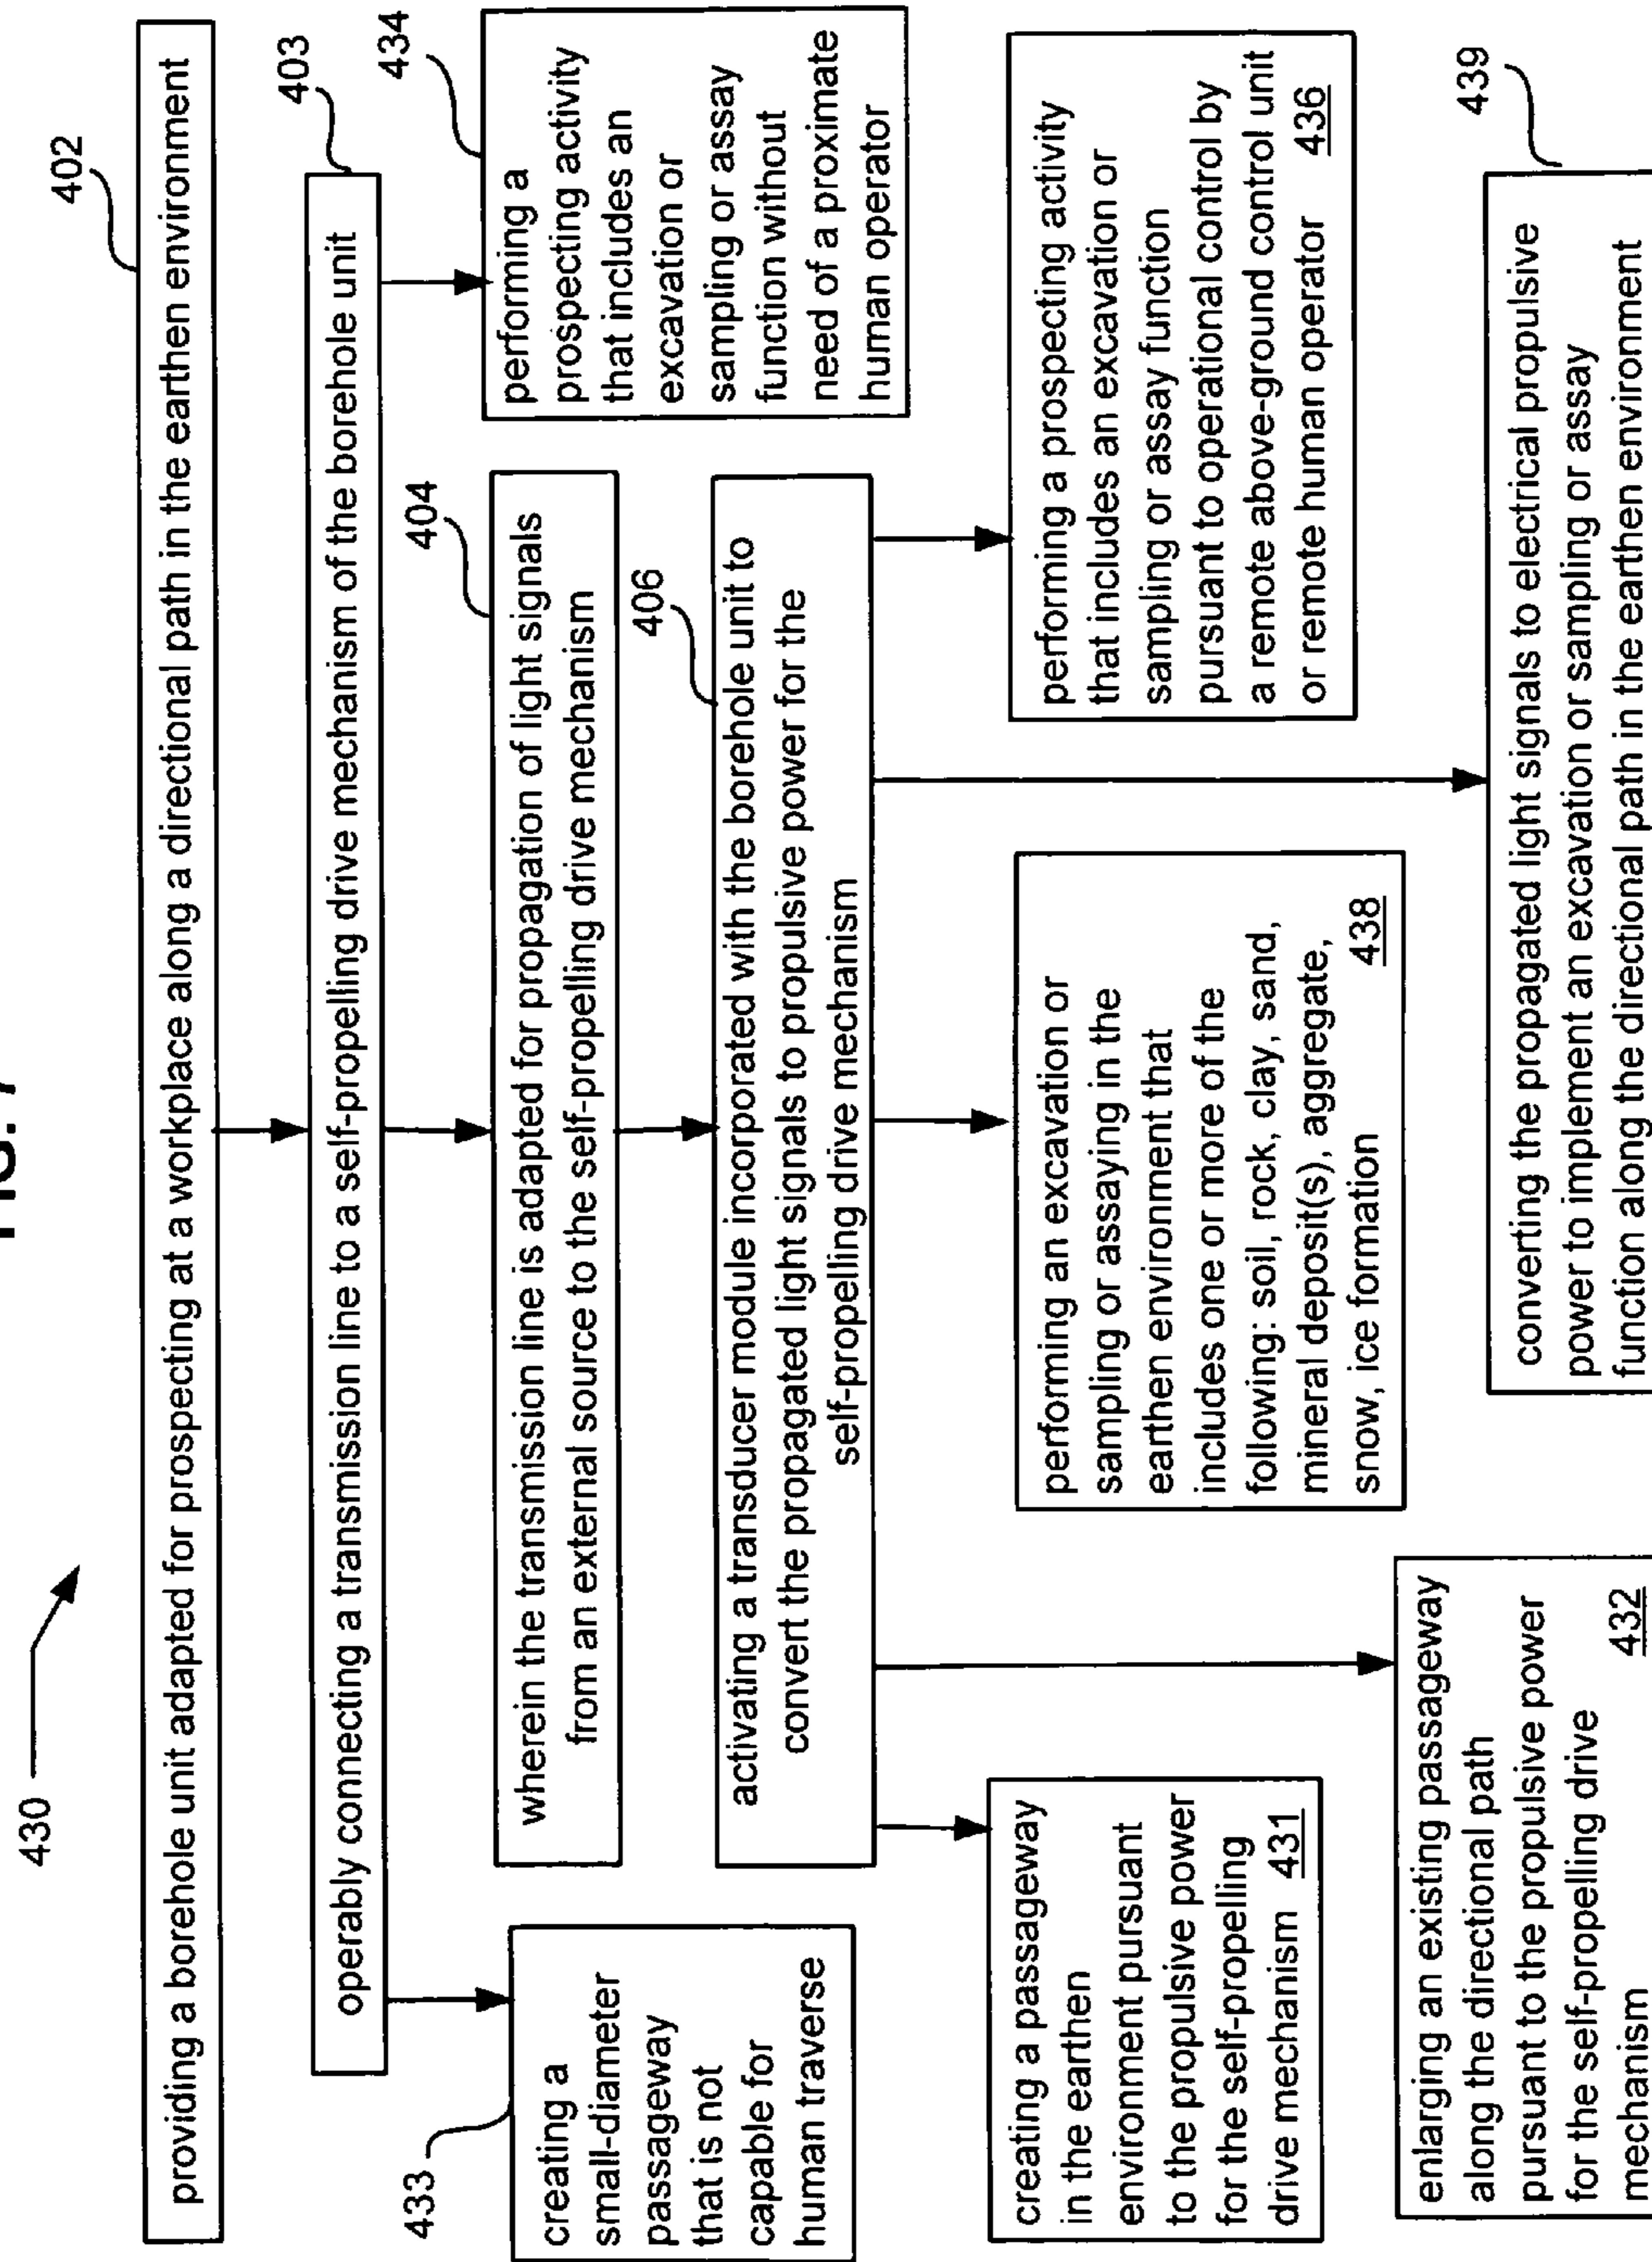 FIG. 7
430
402
providing a borehole unit adapted for prospecting at a workplace along a directional path in the earthen environment
403
operably connecting a transmission line to a self-propelling drive mechanism of the borehole unit
433
creating a
small-diameter
passageway
that is not
capable for
human traverse
404
wherein the transmission line is adapted for propagation of light signals
from an external source to the self-propelling drive mechanism
434
performing a
prospecting activity
that includes an
excavation or
sampling or assay
function without
need of a proximate
human operator
406
activating a transducer module incorporated with the borehole unit to
convert the propagated light signals to propulsive power for the
self-propelling drive mechanism
creating a passageway
in the earthen
environment pursuant
to the propulsive power
for the self-propelling
drive mechanism 431
performing an excavation or
sampling or assaying in the
earthen environment that
includes one or more of the
following: soil, rock, clay, sand,
mineral deposit(s), aggregate,
snow, ice formation
438
performing a prospecting activity
that includes an excavation or
sampling or assay function
pursuant to operational control by
a remote above-ground control unit
or remote human operator 436
enlarging an existing passageway
along the directional path
pursuant to the propulsive power
for the self-propelling drive
mechanism 432
439
converting the propagated light signals to electrical propulsive
power to implement an excavation or sampling or assay
function along the directional path in the earthen environment